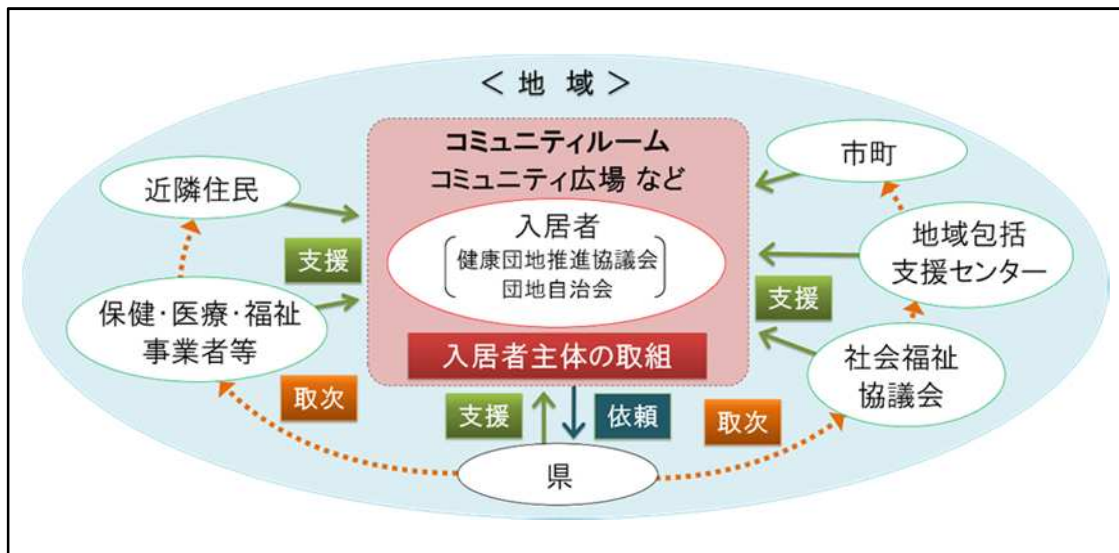 ＜ 地 域 ＞
コミュニティルーム
コミュニティ広場 など
入居者
健康団地推進協議会
団地自治会
入居者主体の取組
近隣住民
支援
保健・医療・福祉
事業者等
取次
市町
地域包括
支援センター
支援
社会福祉
協議会
取次
支援
依頼
県